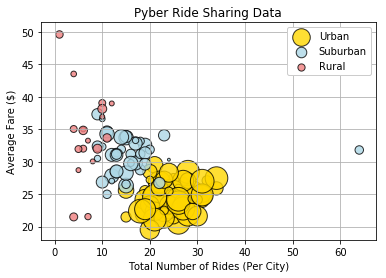 Pyber Ride Sharing Data
Urban
Suburban
Rural
50
45
40
35
30
25
20
Average Fare ($)
0
10
20
30
40
50
60
Total Number of Rides (Per City)